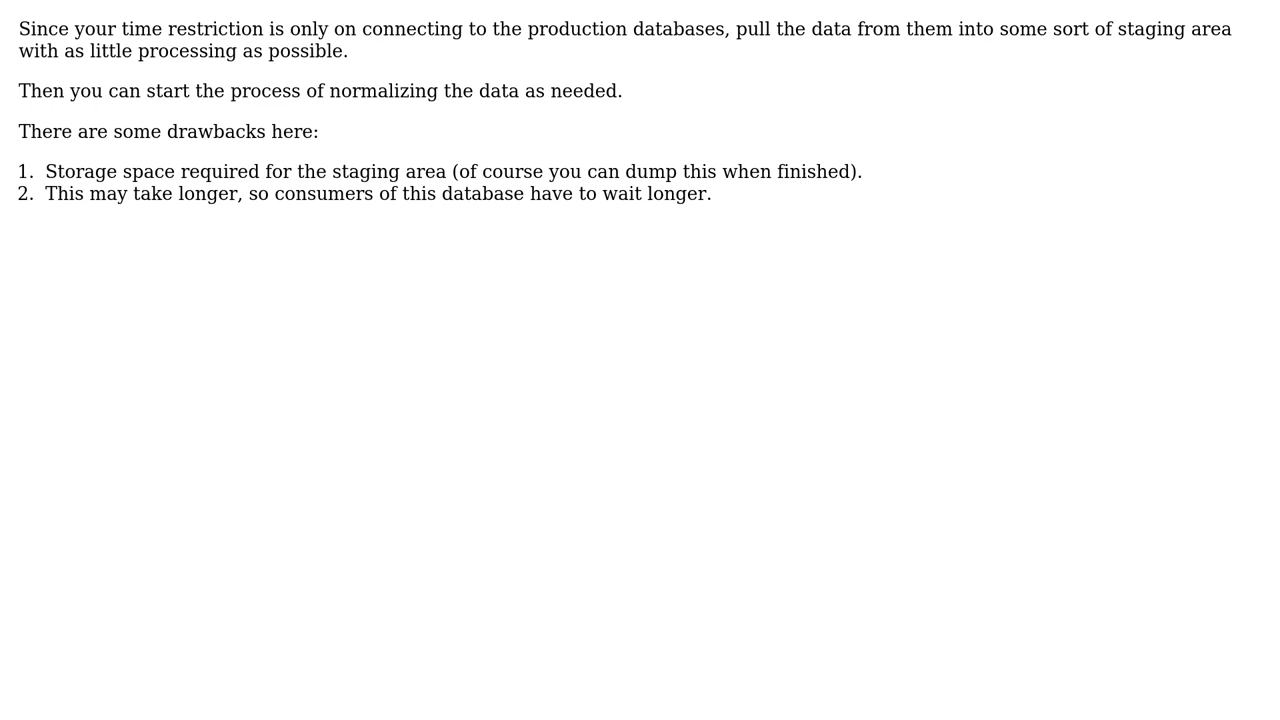 Since your time restriction is only on connecting to the production databases, pull the data from them into some sort of staging area
with as little processing as possible.
Then you can start the process of normalizing the data as needed.
There are some drawbacks here:
1. Storage space required for the staging area (of course you can dump this when finished).
2. This may take longer, so consumers of this database have to wait longer.